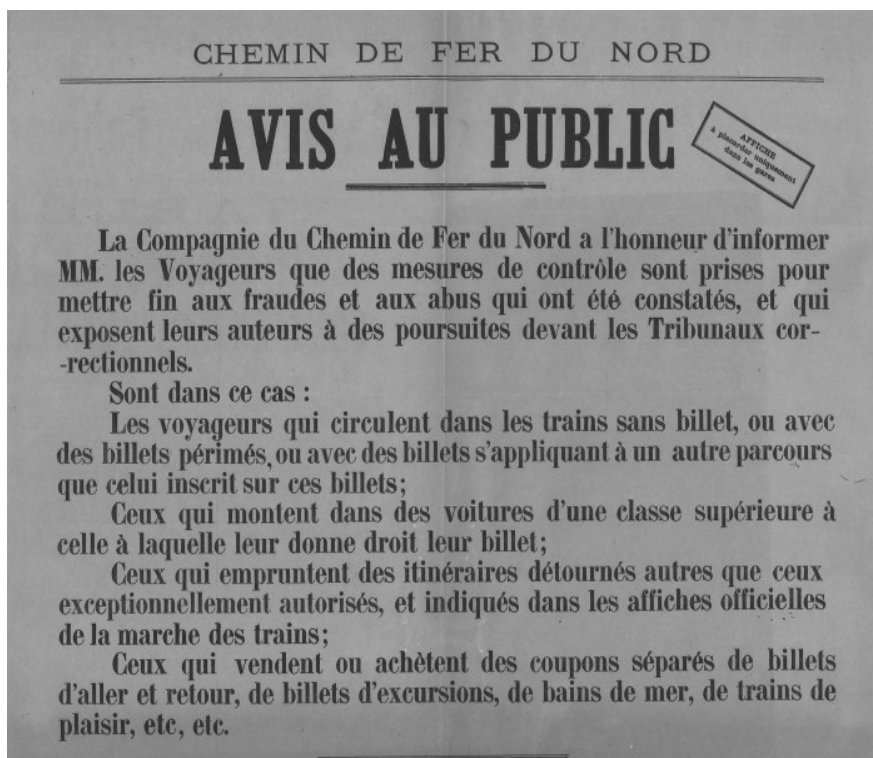 CHEMIN DE FER DU NORD
AVIS AU PUBLIC
AFFICHE
à placarder uniquement
dans les gares
La Compagnie du Chemin de Fer du Nord a l'honneur d'informer
MM. les Voyageurs que des mesures de contrôle sont prises pour
mettre fin aux fraudes et aux abus qui ont été constatés, et qui
exposent leurs auteurs à des poursuites devant les Tribunaux cor-
-rectionnels.
Sont dans ce cas :
Les voyageurs qui circulent dans les trains sans billet, ou avec
des billets périmés, ou avec des billets s'appliquant à un autre parcours
que celui inscrit sur ces billets;
Ceux qui montent dans des voitures d'une classe supérieure à
celle à laquelle leur donne droit leur billet;
Ceux qui empruntent des itinéraires détournés autres que ceux
exceptionnellement autorisés, et indiqués dans les affiches officielles
de la marche des trains;
Ceux qui vendent ou achètent des coupons séparés de billets
d'aller et retour, de billets d'excursions, de bains de mer, de trains de
plaisir, etc, etc.